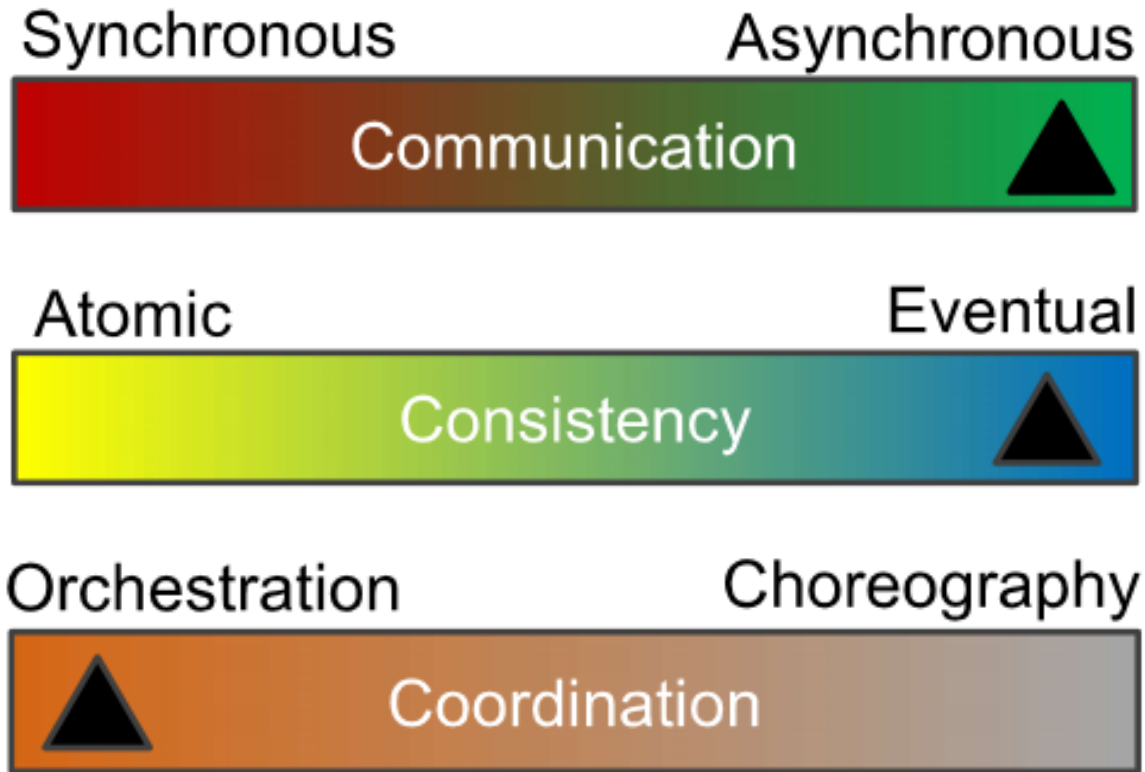 Synchronous Asynchronous
Communication
Atomic Eventual
Consistency
Orchestration Choreography
Coordination